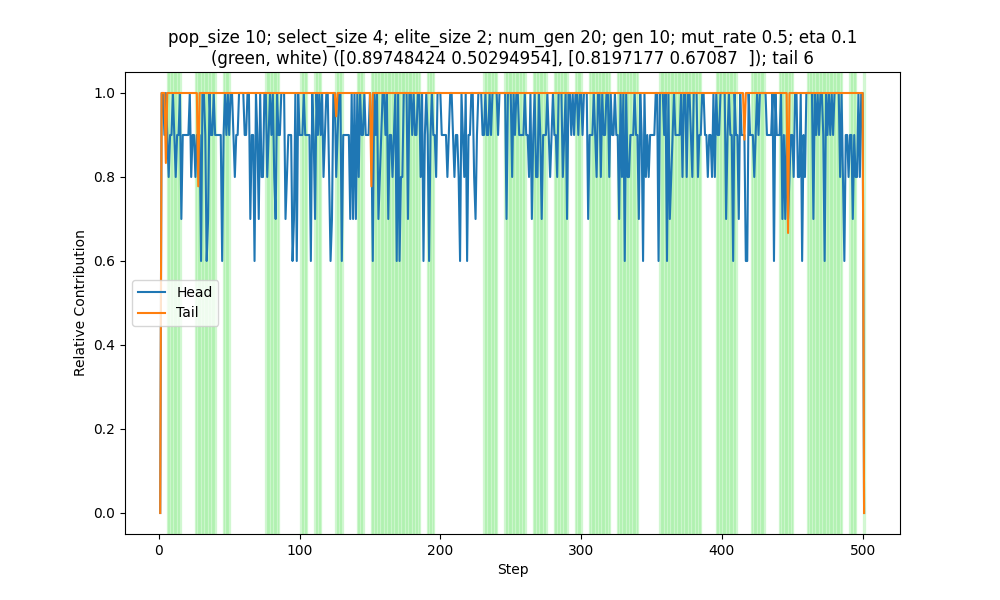 pop_size 10; select_size 4; elite_size 2; num_gen 20; gen 10; mut_rate 0.5; eta 0.1
(green, white) ([0.89748424 0.50294954], [0.8197177 0.67087  ]); tail 6
1.0
0.8
0.6
0.4
0.2
0.0
Relative Contribution
Head
Tail
0
100
200
300
400
500
Step